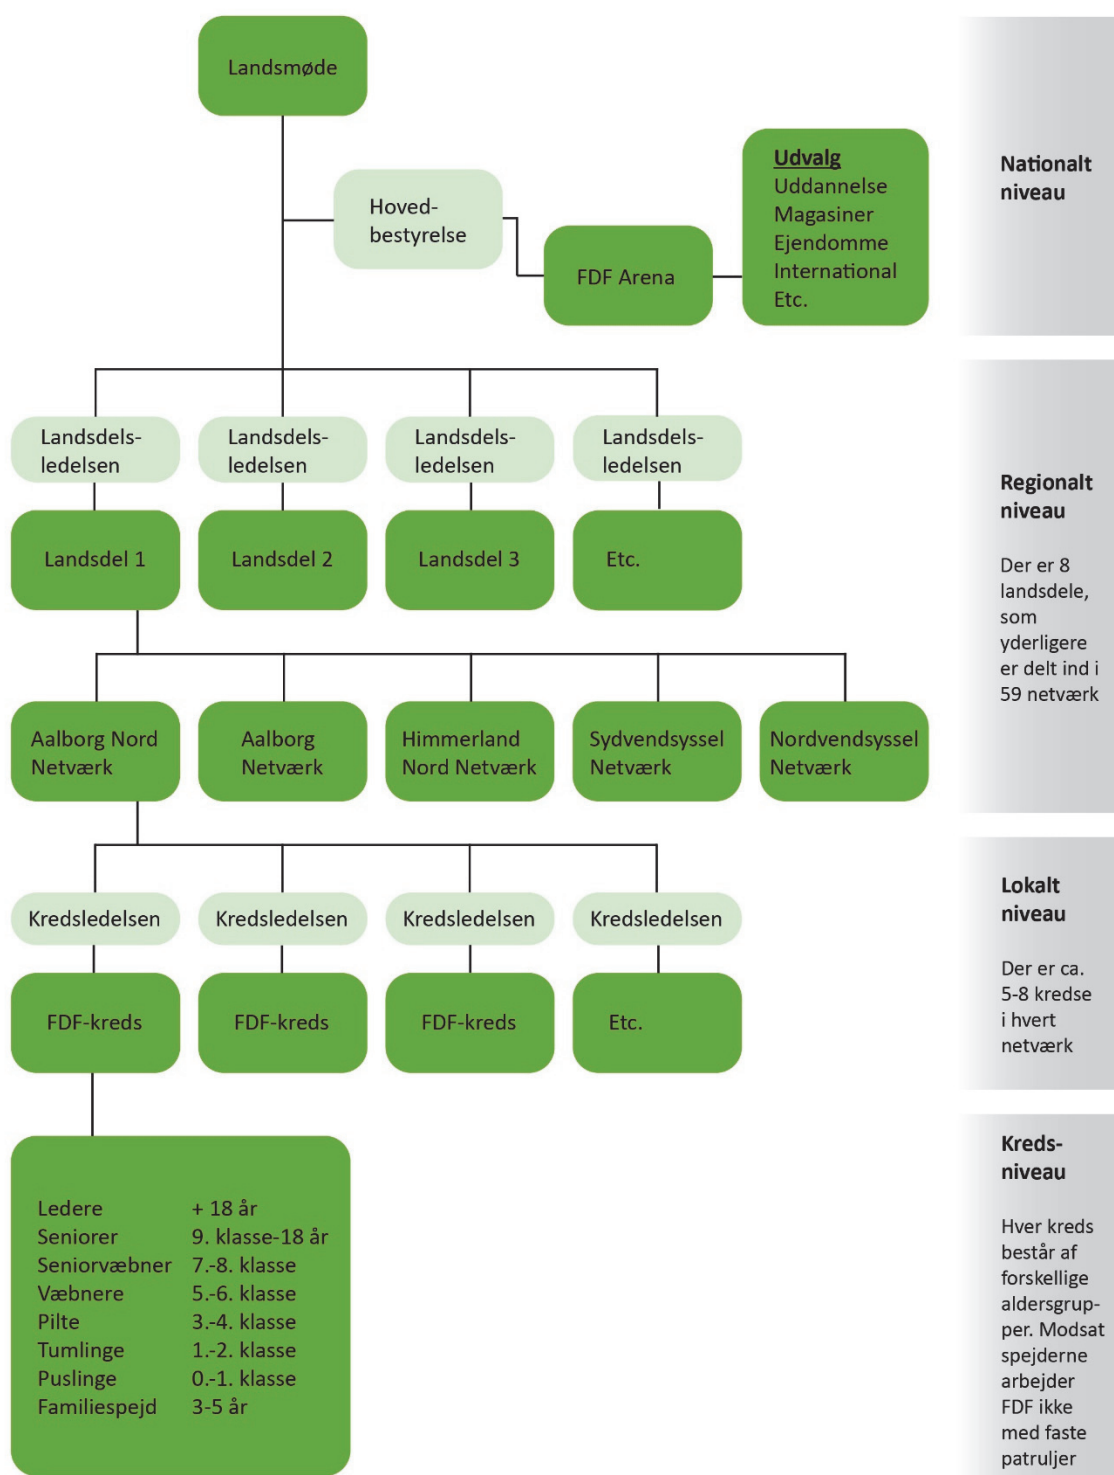 Landsmøde
Hoved-
bestyrelse
FDF Arena
Udvalg
Uddannelse
Magasiner
Ejendomme
International
Etc.
Nationalt
niveau
Landsdels-
ledelsen
Landsdels-
ledelsen
Landsdels-
ledelsen
Landsdels-
ledelsen
Landsdel 1
Landsdel 2
Landsdel 3
Etc.
Regionalt
niveau
Der er 8
landsdele,
som
yderligere
er delt ind i
59 netværk
Aalborg Nord
Netværk
Aalborg
Netværk
Himmerland
Nord Netværk
Sydvendsyssel
Netværk
Nordvendsyssel
Netværk
Kredsledelsen
Kredsledelsen
Kredsledelsen
Kredsledelsen
FDF-kreds
FDF-kreds
FDF-kreds
Etc.
Lokalt
niveau
Der er ca.
5-8 kredse
i hvert
netværk
Ledere + 18 år
Seniorer 9. klasse-18 år
Seniorvæbner 7.-8. klasse
Væbnere 5.-6. klasse
Pilte 3.-4. klasse
Tumlinge 1.-2. klasse
Puslinge 0.-1. klasse
Familiespejd 3-5 år
Kreds-
niveau
Hver kreds
består af
forskellige
aldersgrup-
per. Modsat
spejderne
arbejder
FDF ikke
med faste
patruljer